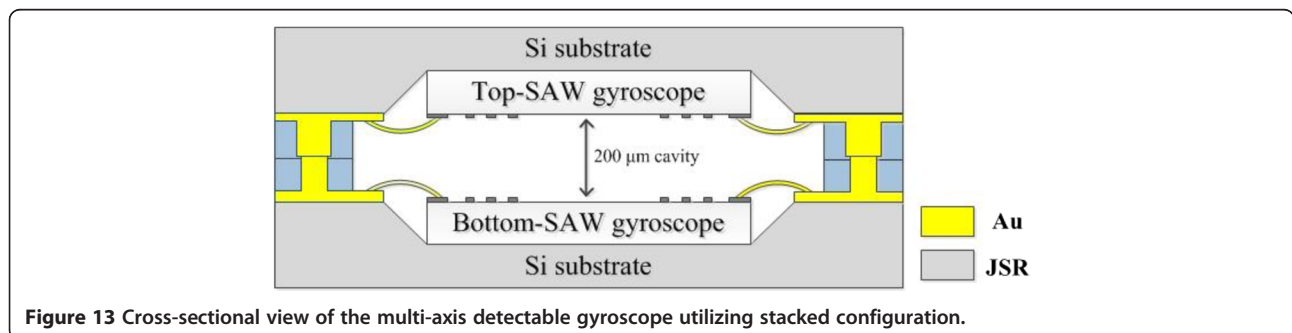 Si substrate
Top-SAW gyroscope
200 μm cavity
Bottom-SAW gyroscope
Si substrate
Au
JSR
Figure 13 Cross-sectional view of the multi-axis detectable gyroscope utilizing stacked configuration.